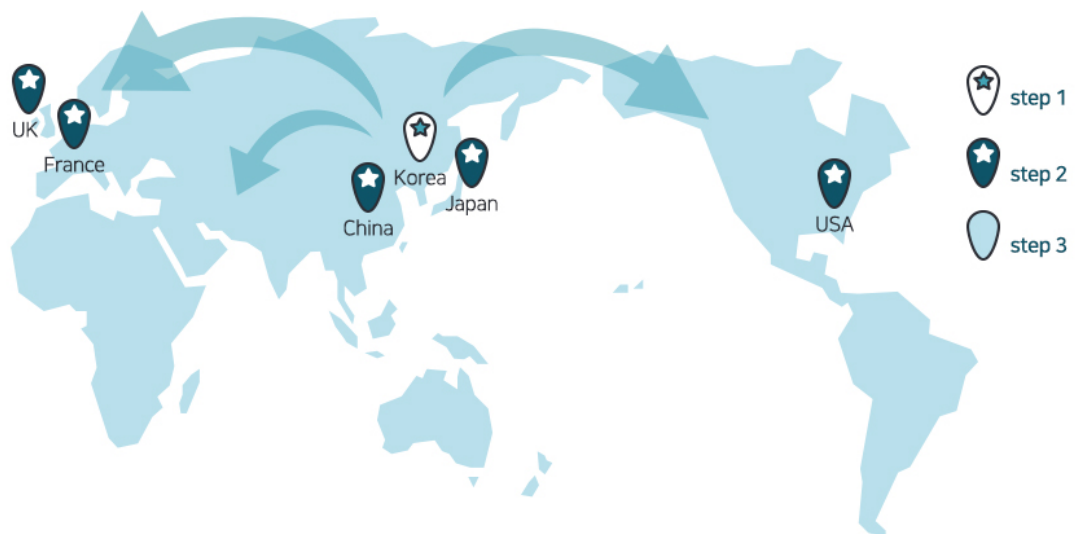 UK
France
Korea
China
Japan
USA
step 1
step 2
step 3